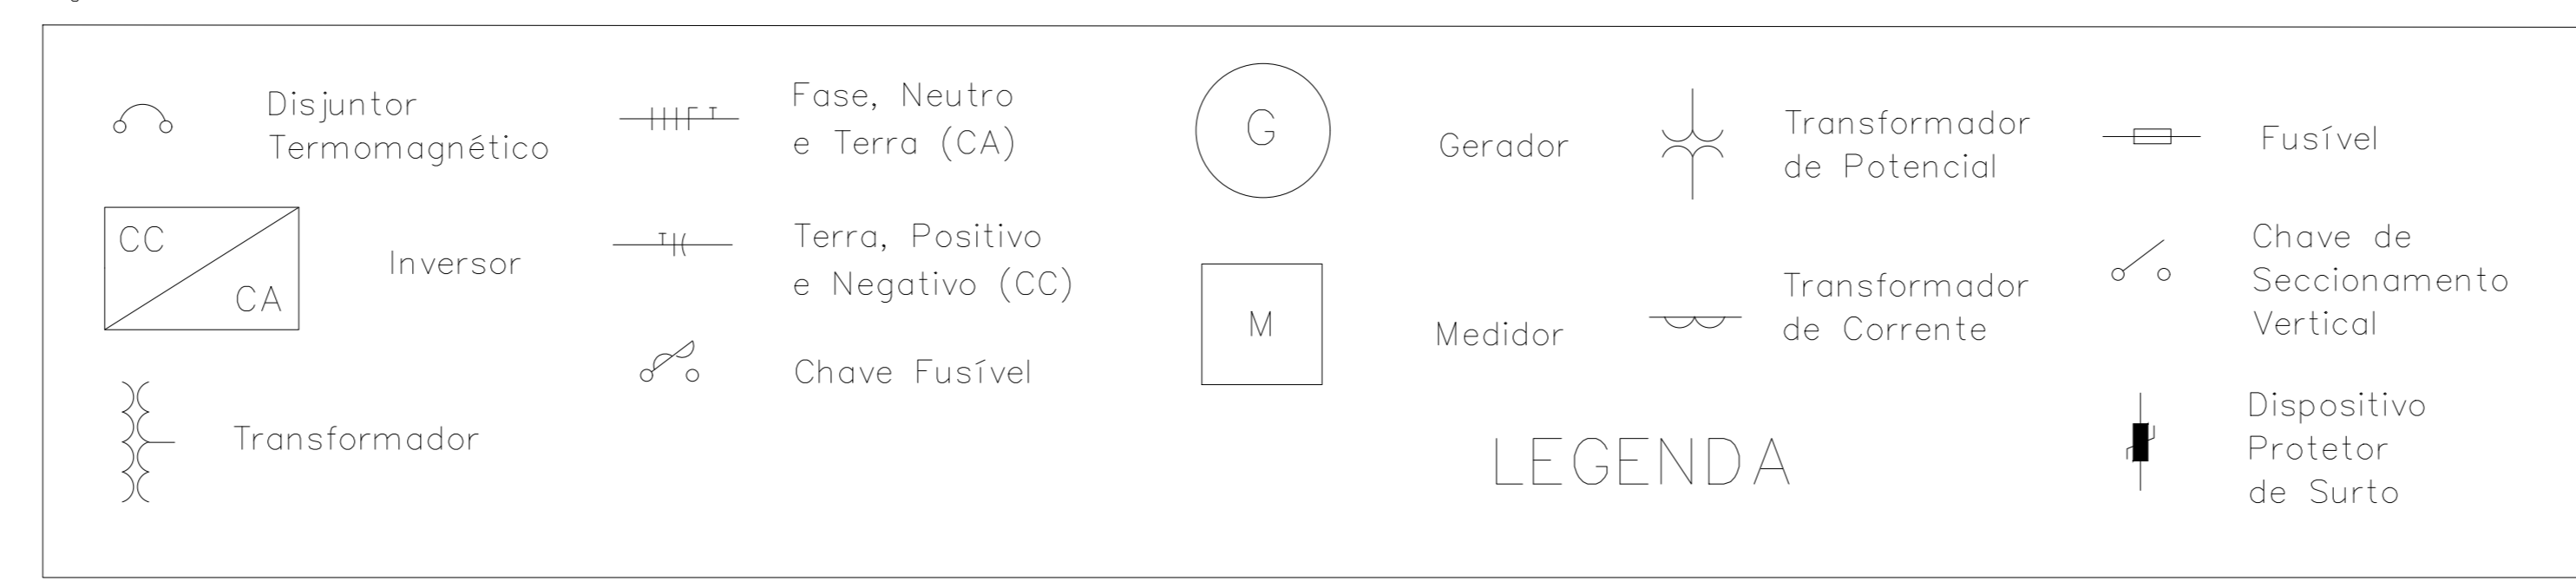 Disjuntor
Termomagnético
CC
CA
Inversor
Transformador
Fase, Neutro
e Terra (CA)
Terra, Positivo
e Negativo (CC)
Chave Fusível
G
Gerador
M
Medidor
Transformador
de Potencial
Transformador
de Corrente
LEGENDA
Fusível
Chave de
Seccionamento
Vertical
Dispositivo
Protetor
de Surto